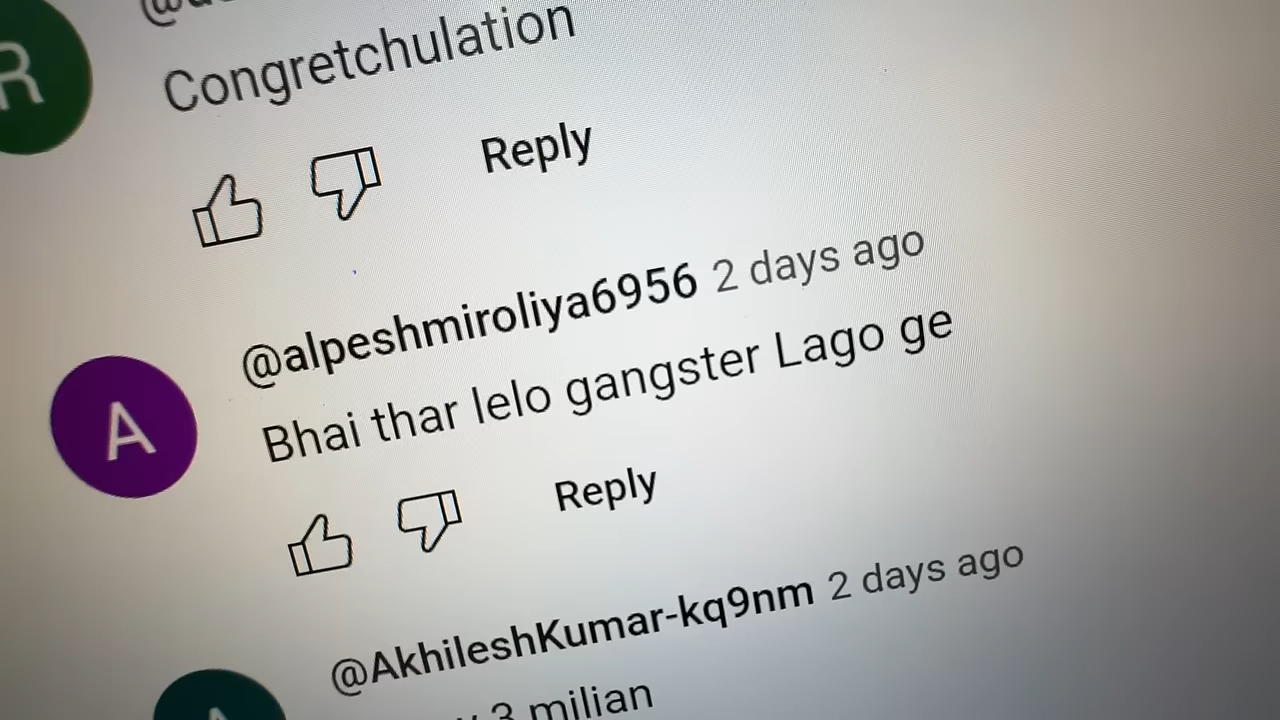 R
Congretchulation
Reply
@alpeshmiroliya6956 2 days ago
A
Bhai thar lelo gangster Lago ge
Reply
@AkhileshKumar-kq9nm 2 days ago
3 milian